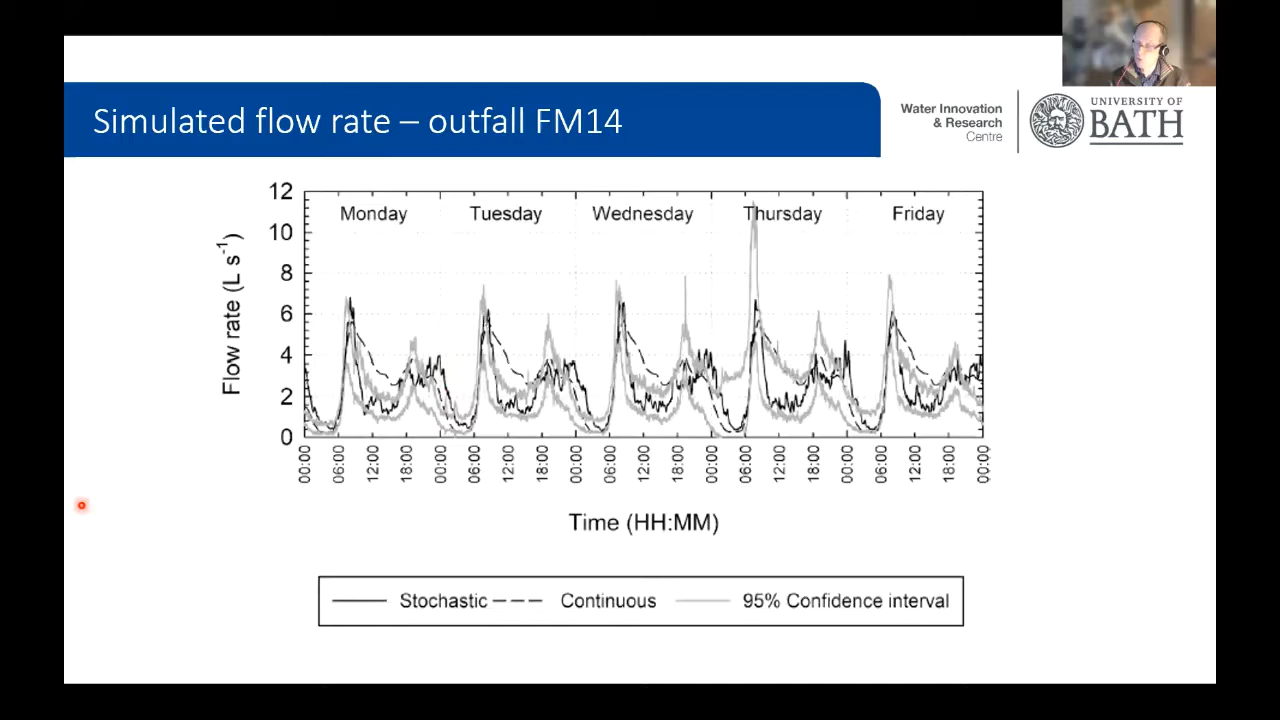 Simulated flow rate – outfall FM14
Water Innovation
& Research
Centre
UNIVERSITY OF
BATH
12
10
8
6
4
2
0
Flow rate (L s-1)
Monday Tuesday Wednesday Thursday Friday
00:00 06:00 12:00 18:00 00:00 06:00 12:00 18:00 00:00 06:00 12:00 18:00 00:00 06:00 12:00 18:00 00:00 06:00 12:00 18:00 00:00
Time (HH:MM)
Stochastic Continuous 95% Confidence interval